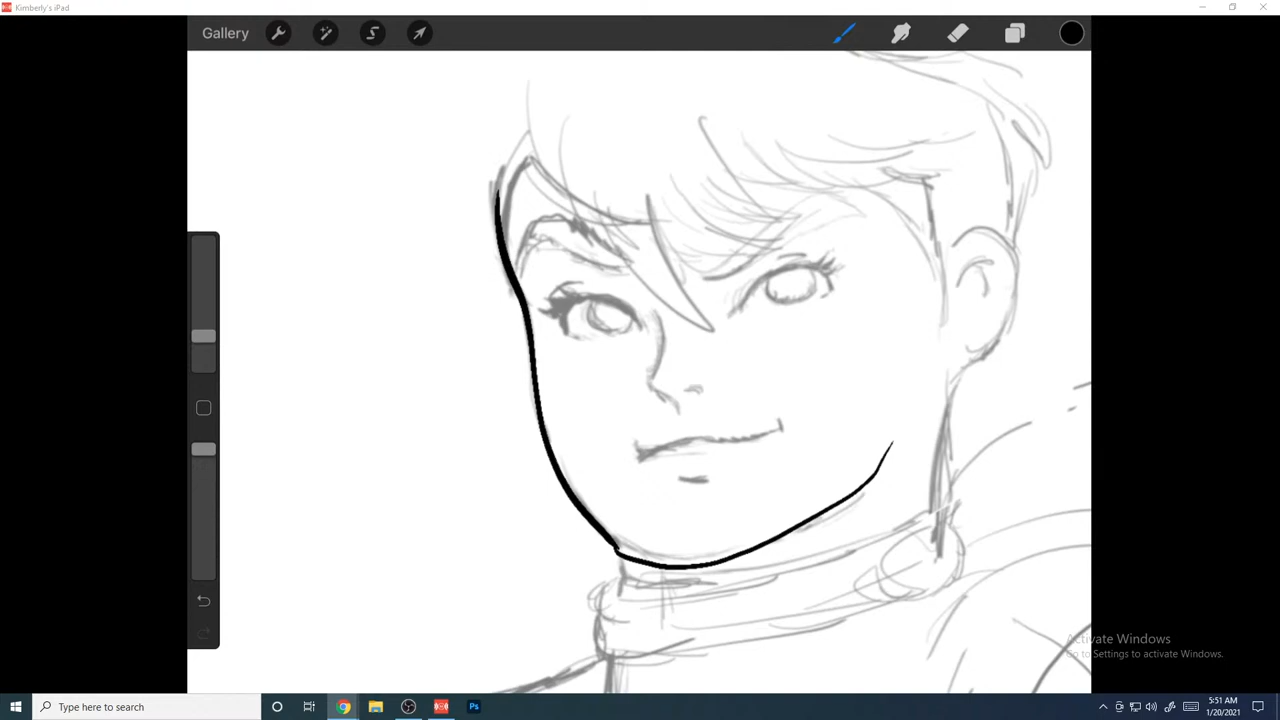 Kimberly's iPad
Gallery
Activate Windows
Go to Settings to activate Windows.
Type here to search
Ps
5:51 AM
1/20/2021